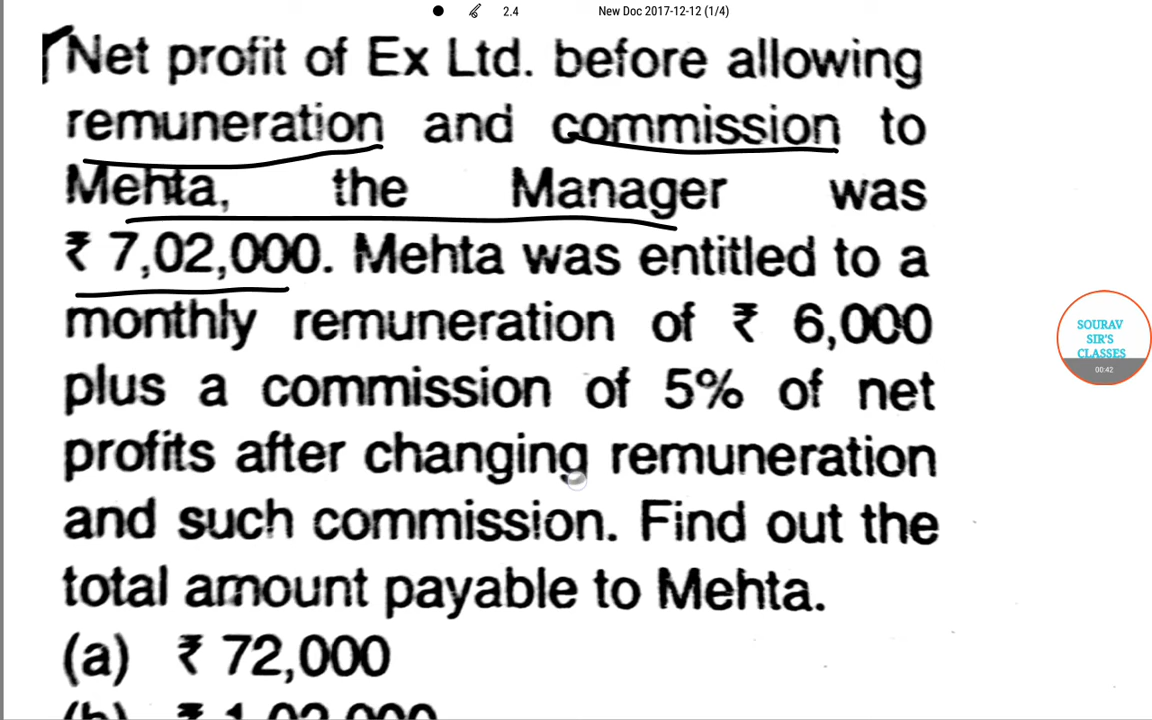 2.4 New Doc 2017-12-12 (1/4)
Net profit of Ex Ltd. before allowing
remuneration and commission to
Mehta, the Manager was
₹ 7,02,000. Mehta was entitled to a
monthly remuneration of ₹ 6,000
plus a commission of 5% of net
profits after changing remuneration
and such commission. Find out the
total amount payable to Mehta.
(a) ₹ 72,000
(b) ₹ 1,02,000
SOURAV
SIR'S
CLASSES
00:42